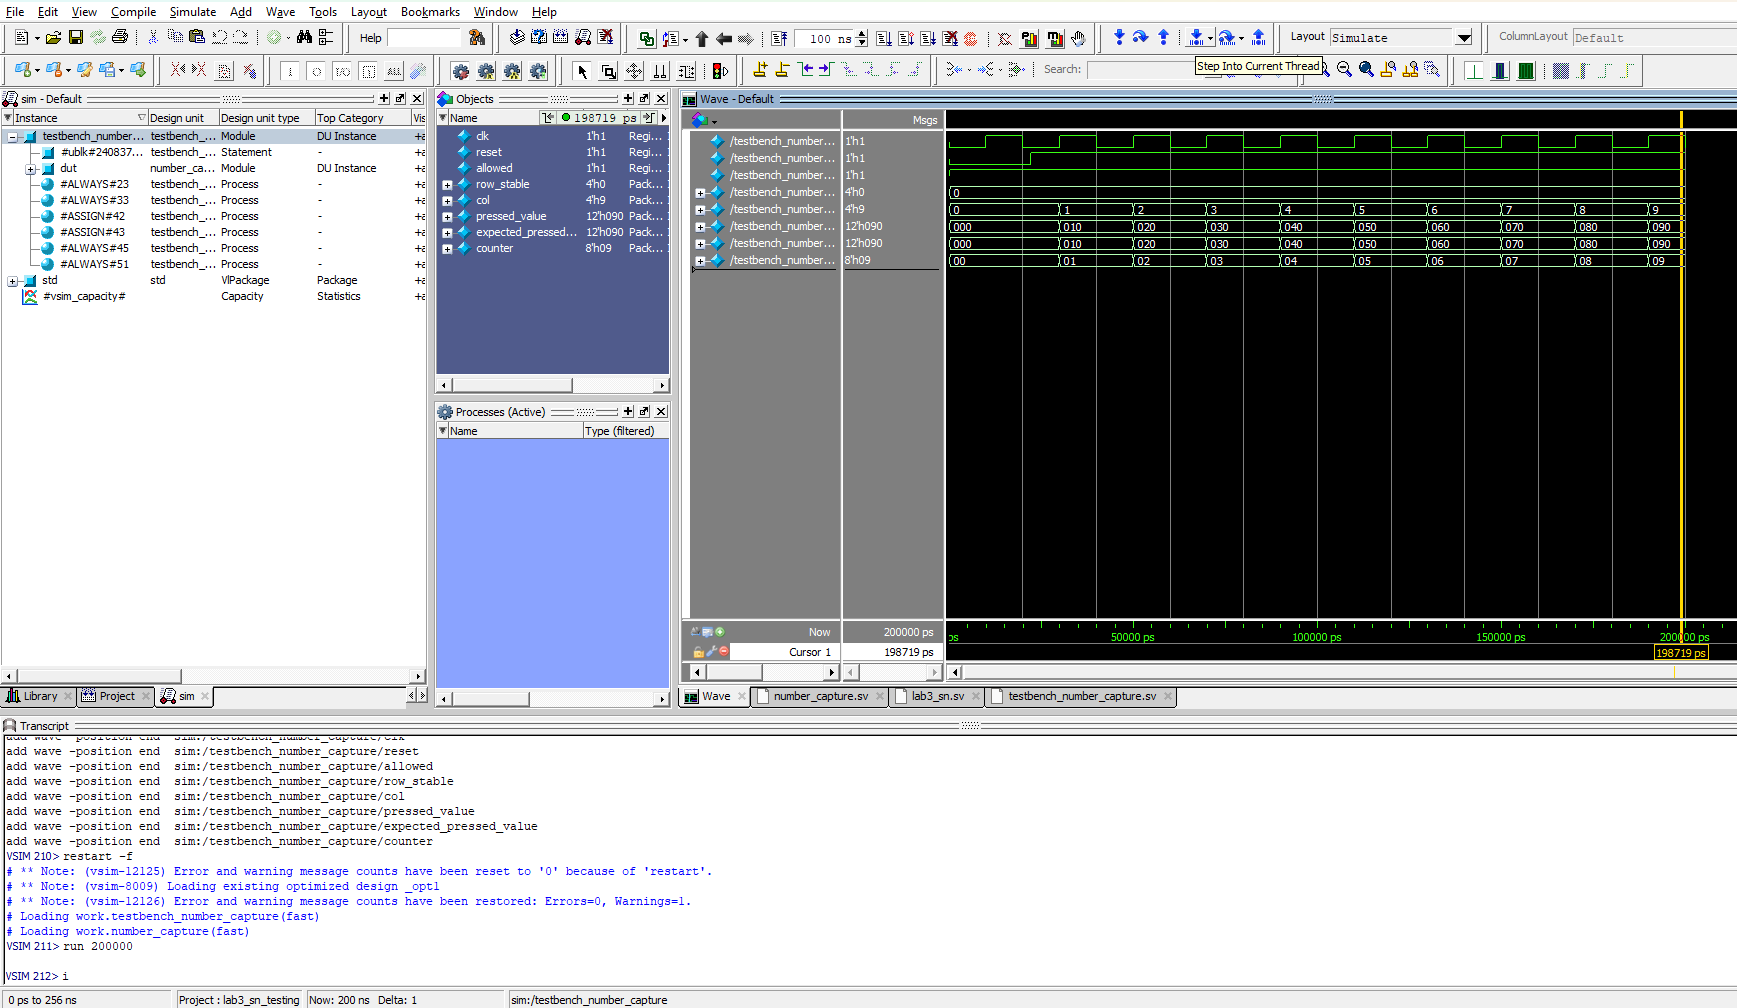 File Edit View Compile Simulate Add Wave Tools Layout Bookmarks Window Help
Help 100 ns Layout Simulate ColumnLayout Default
Search: Step Into Current Thread
sim - Default
Instance Design unit Design unit type Top Category Vis
testbench_number... testbench_... Module DU Instance +a
#ublk#240837... testbench_... Statement - +a
dut number_ca... Module DU Instance +a
#ALWAYS#23 testbench_... Process - +a
#ALWAYS#33 testbench_... Process - +a
#ASSIGN#42 testbench_... Process - +a
#ASSIGN#43 testbench_... Process - +a
#ALWAYS#45 testbench_... Process - +a
#ALWAYS#51 testbench_... Process - +a
std std VlPackage Package +a
#vsim_capacity# Capacity Statistics +a
Library Project sim
Objects
Name 198719 ps
clk 1'h1 Regi...
reset 1'h1 Regi...
allowed 1'h1 Regi...
row_stable 4'h0 Pack...
col 4'h9 Pack...
pressed_value 12'h090 Pack...
expected_pressed... 12'h090 Pack...
counter 8'h09 Pack...
Processes (Active)
Name Type (filtered)
Wave - Default
Msgs
/testbench_number... 1'h1
/testbench_number... 1'h1
/testbench_number... 1'h1
/testbench_number... 4'h0 0
/testbench_number... 4'h9 0 1 2 3 4 5 6 7 8 9
/testbench_number... 12'h090 000 010 020 030 040 050 060 070 080 090
/testbench_number... 12'h090 000 010 020 030 040 050 060 070 080 090
/testbench_number... 8'h09 00 01 02 03 04 05 06 07 08 09
Now 200000 ps ps 50000 ps 100000 ps 150000 ps 200000 ps
Cursor 1 198719 ps 198719 ps
Wave number_capture.sv lab3_sn.sv testbench_number_capture.sv
Transcript
add wave -position end sim:/testbench_number_capture/clk
add wave -position end sim:/testbench_number_capture/reset
add wave -position end sim:/testbench_number_capture/allowed
add wave -position end sim:/testbench_number_capture/row_stable
add wave -position end sim:/testbench_number_capture/col
add wave -position end sim:/testbench_number_capture/pressed_value
add wave -position end sim:/testbench_number_capture/expected_pressed_value
add wave -position end sim:/testbench_number_capture/counter
VSIM 210> restart -f
# ** Note: (vsim-12125) Error and warning message counts have been reset to '0' because of 'restart'.
# ** Note: (vsim-8009) Loading existing optimized design _opt1
# ** Note: (vsim-12126) Error and warning message counts have been restored: Errors=0, Warnings=1.
# Loading work.testbench_number_capture(fast)
# Loading work.number_capture(fast)
VSIM 211> run 200000
VSIM 212> i
0 ps to 256 ns Project : lab3_sn_testing Now: 200 ns Delta: 1 sim:/testbench_number_capture